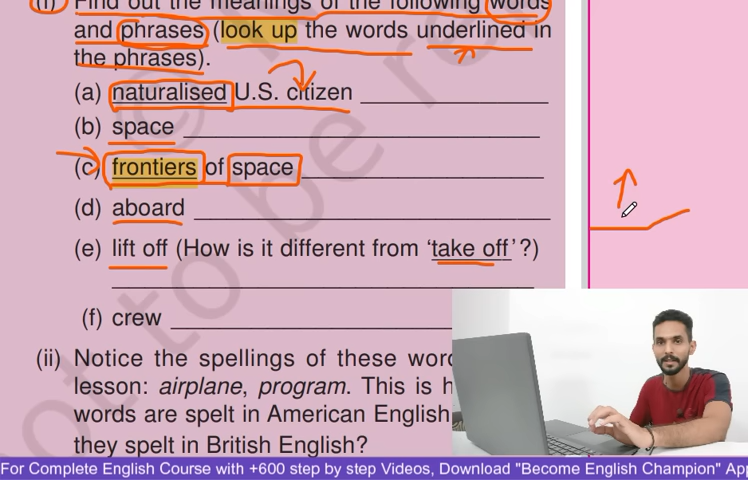 (i) Find out the meanings of the following words
and phrases (look up the words underlined in
the phrases).
(a) naturalised U.S. citizen
(b) space
(c) frontiers of space
(d) aboard
(e) lift off (How is it different from ‘take off’?)
(f) crew
(ii) Notice the spellings of these wor
lesson: airplane, program. This is h
words are spelt in American English
they spelt in British English?
For Complete English Course with +600 step by step Videos, Download "Become English Champion" Ap